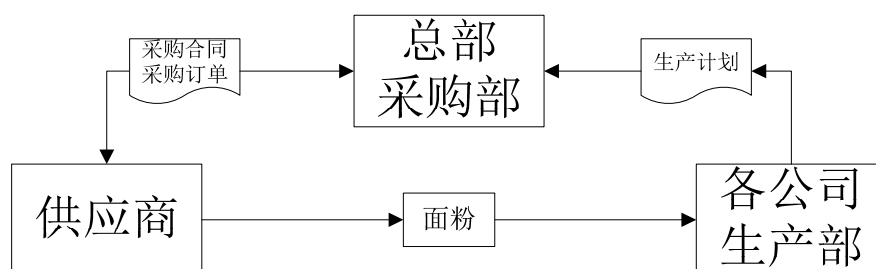 采购合同
采购订单
总部
采购部
生产计划
供应商
面粉
各公司
生产部